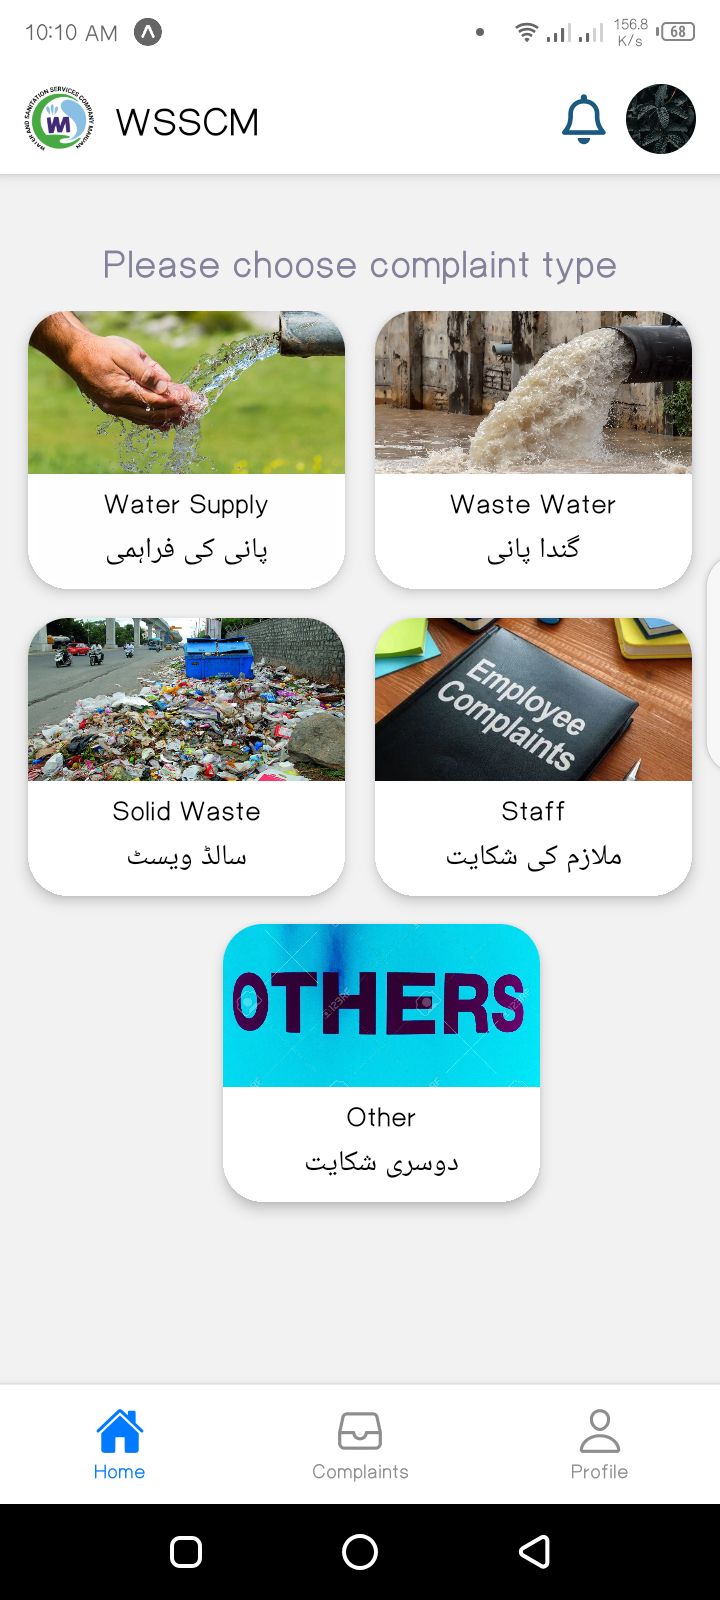 10:10 AM
156.8
K/s
68
WATER AND SANITATION SERVICES COMPANY MARDAN
WM
WSSCM
Please choose complaint type
Water Supply
پانی کی فراہمی
Waste Water
گندا پانی
Solid Waste
سالڈ ویسٹ
Employee
Complaints
Staff
ملازم کی شکایت
OTHERS
123RF
Other
دوسری شکایت
Home
Complaints
Profile